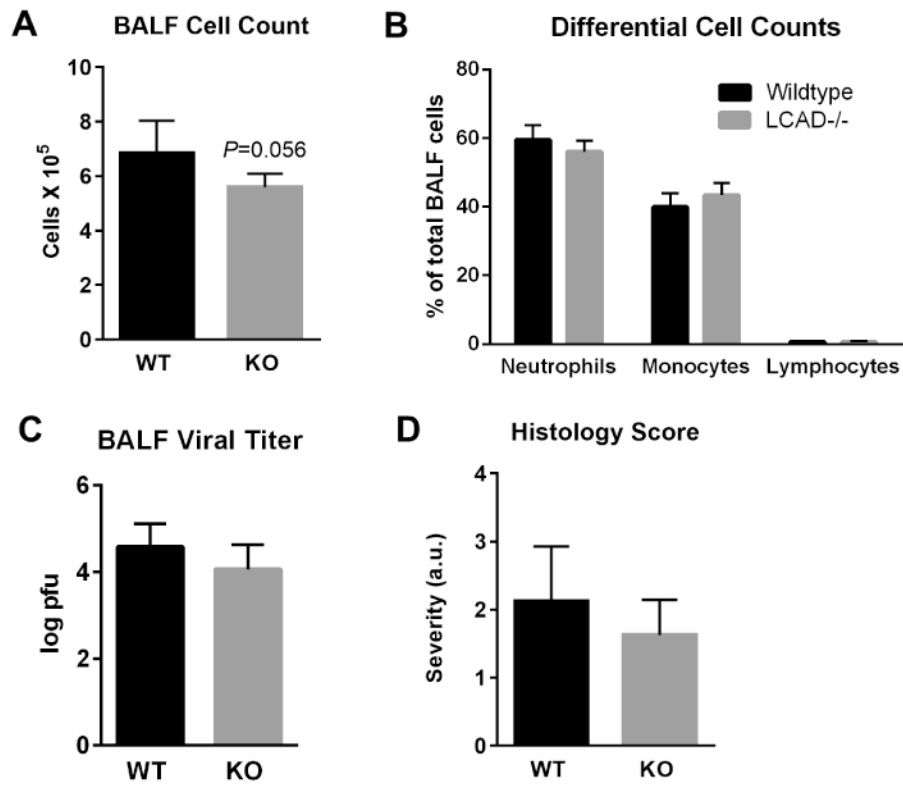 A
BALF Cell Count
Cells X 10⁵
10
8
6
4
2
0
P=0.056
WT KO
B
Differential Cell Counts
% of total BALF cells
80
60
40
20
0
Wildtype
LCAD-/-
Neutrophils Monocytes Lymphocytes
C
BALF Viral Titer
log pfu
6
4
2
0
WT KO
D
Histology Score
Severity (a.u.)
4
3
2
1
0
WT KO